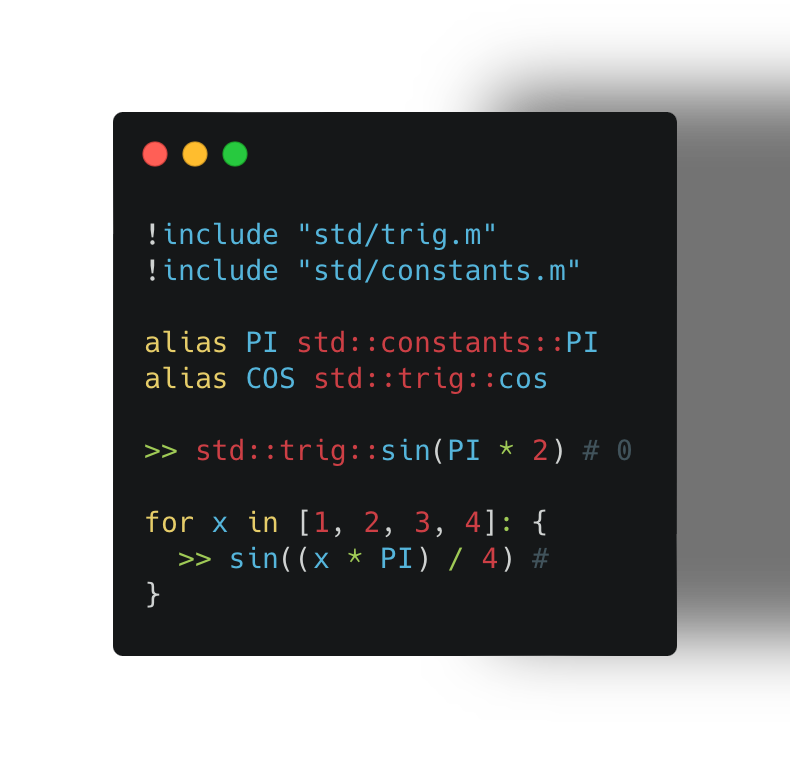 !include "std/trig.m"
!include "std/constants.m"
alias PI std::constants::PI
alias COS std::trig::cos
>> std::trig::sin(PI * 2) # 0
for x in [1, 2, 3, 4]: {
  >> sin((x * PI) / 4) #
}